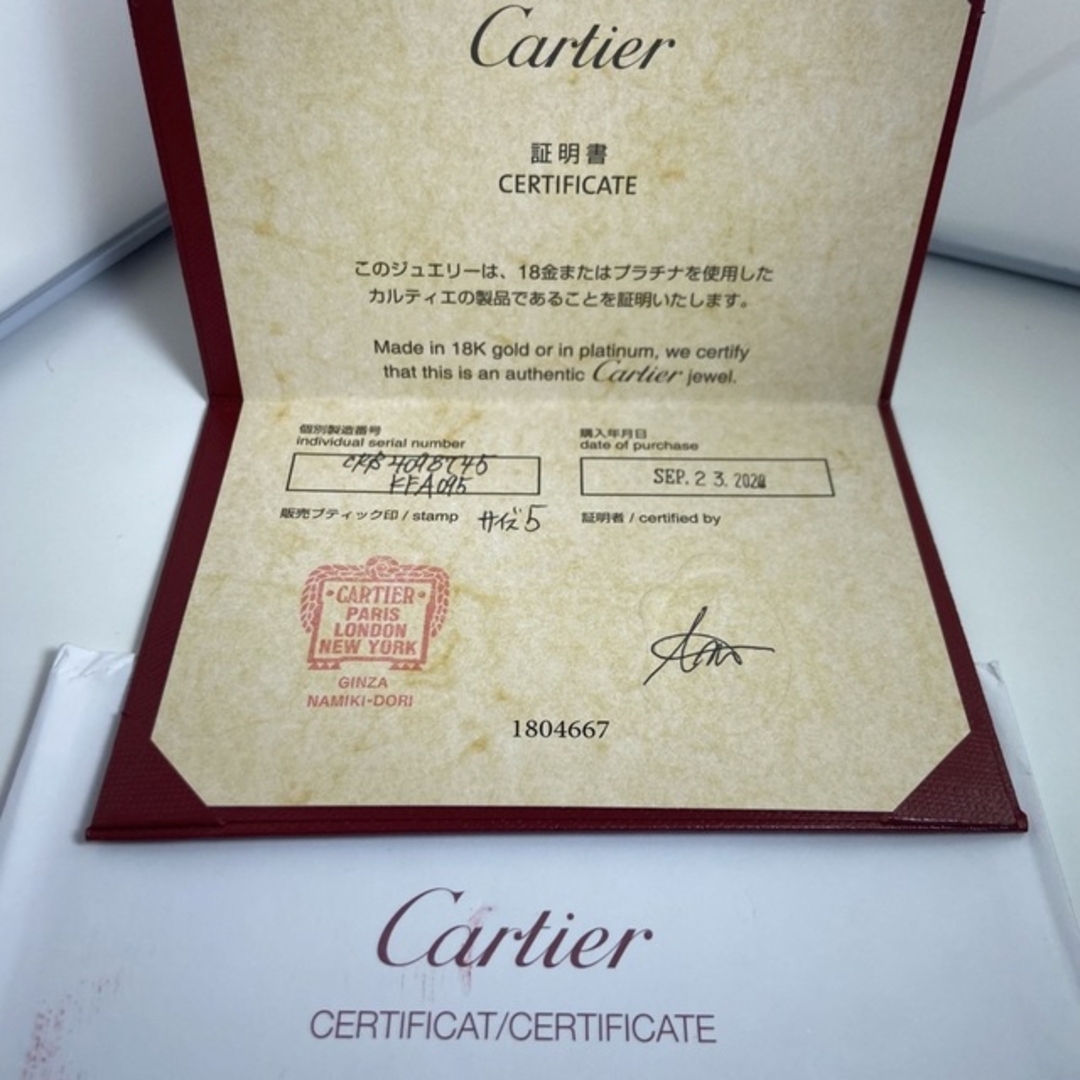 Cartier
証明書
CERTIFICATE
このジュエリーは、18金またはプラチナを使用した
カルティエの製品であることを証明いたします。
Made in 18K gold or in platinum, we certify
that this is an authentic Cartier jewel.
個別製造番号
individual serial number
CRB4098745
KFA095
購入年月日
date of purchase
SEP. 23. 2020
販売ブティック印 / stamp サイズ5
証明者 / certified by
CARTIER
PARIS
LONDON
NEW YORK
GINZA
NAMIKI-DORI
1804667
Cartier
CERTIFICAT/CERTIFICATE